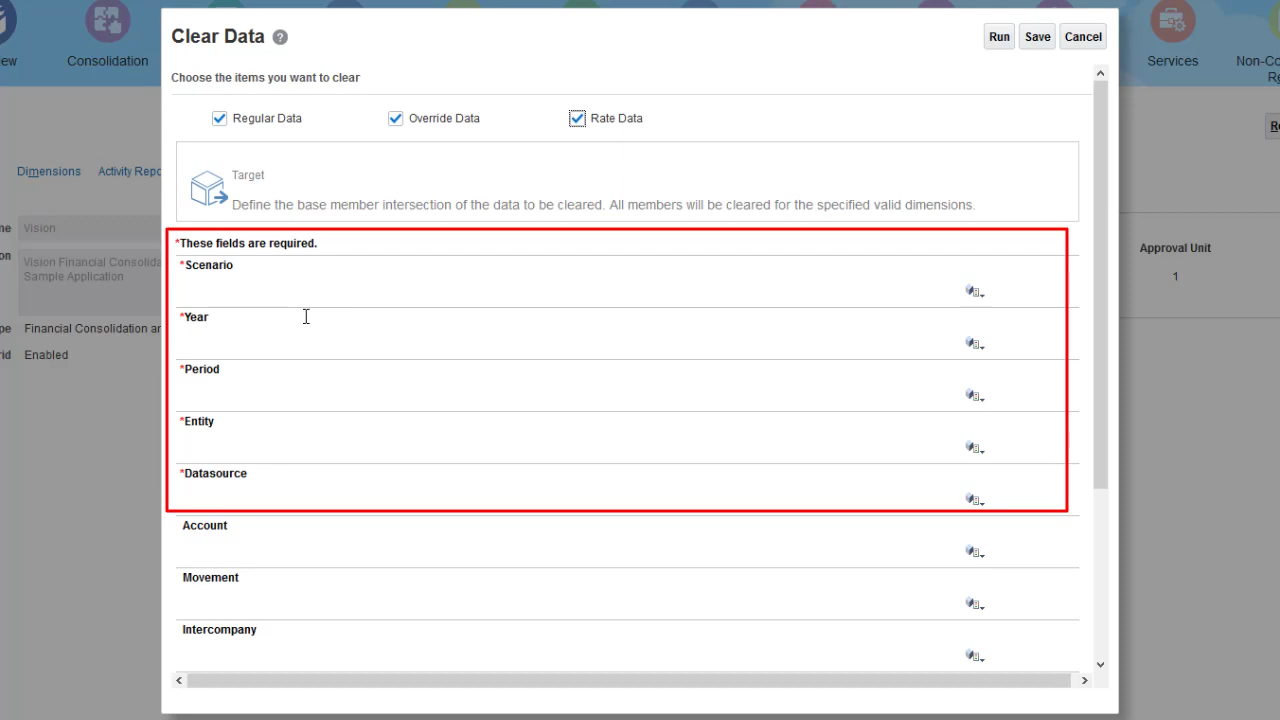 Clear Data ?
Run Save Cancel
ew
Consolidation
Services
Non-Co
Re
Choose the items you want to clear
Regular Data Override Data Rate Data
Dimensions Activity Repo
Target
Define the base member intersection of the data to be cleared. All members will be cleared for the specified valid dimensions.
ne Vision
on Vision Financial Consolida
Sample Application
pe Financial Consolidation an
rid Enabled
*These fields are required.
*Scenario
*Year
*Period
*Entity
*Datasource
Account
Movement
Intercompany
Re
Approval Unit
1